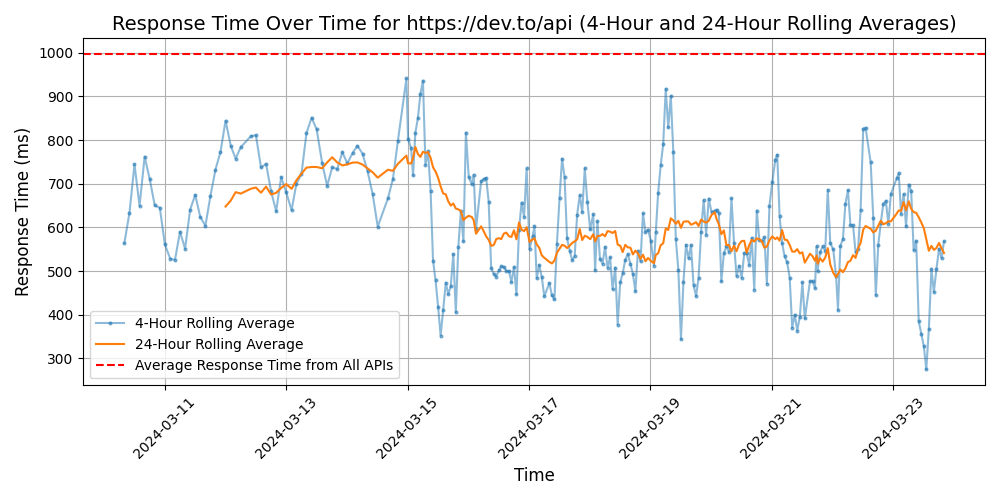 Response Time Over Time for https://dev.to/api (4-Hour and 24-Hour Rolling Averages)
Response Time (ms)
1000
900
800
700
600
500
400
300
4-Hour Rolling Average
24-Hour Rolling Average
Average Response Time from All APIs
2024-03-11
2024-03-13
2024-03-15
2024-03-17
2024-03-19
2024-03-21
2024-03-23
Time